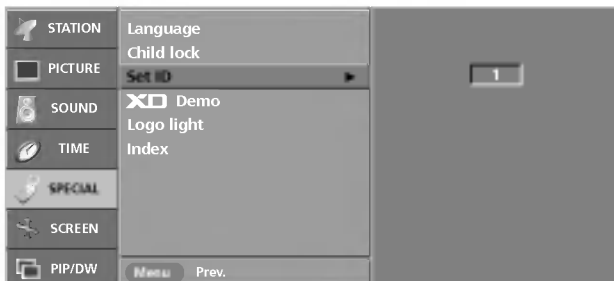 STATION
PICTURE
SOUND
TIME
SPECIAL
SCREEN
PIP/DW
Language
Child lock
Set ID
XD Demo
Logo light
Index
Menu Prev.
1